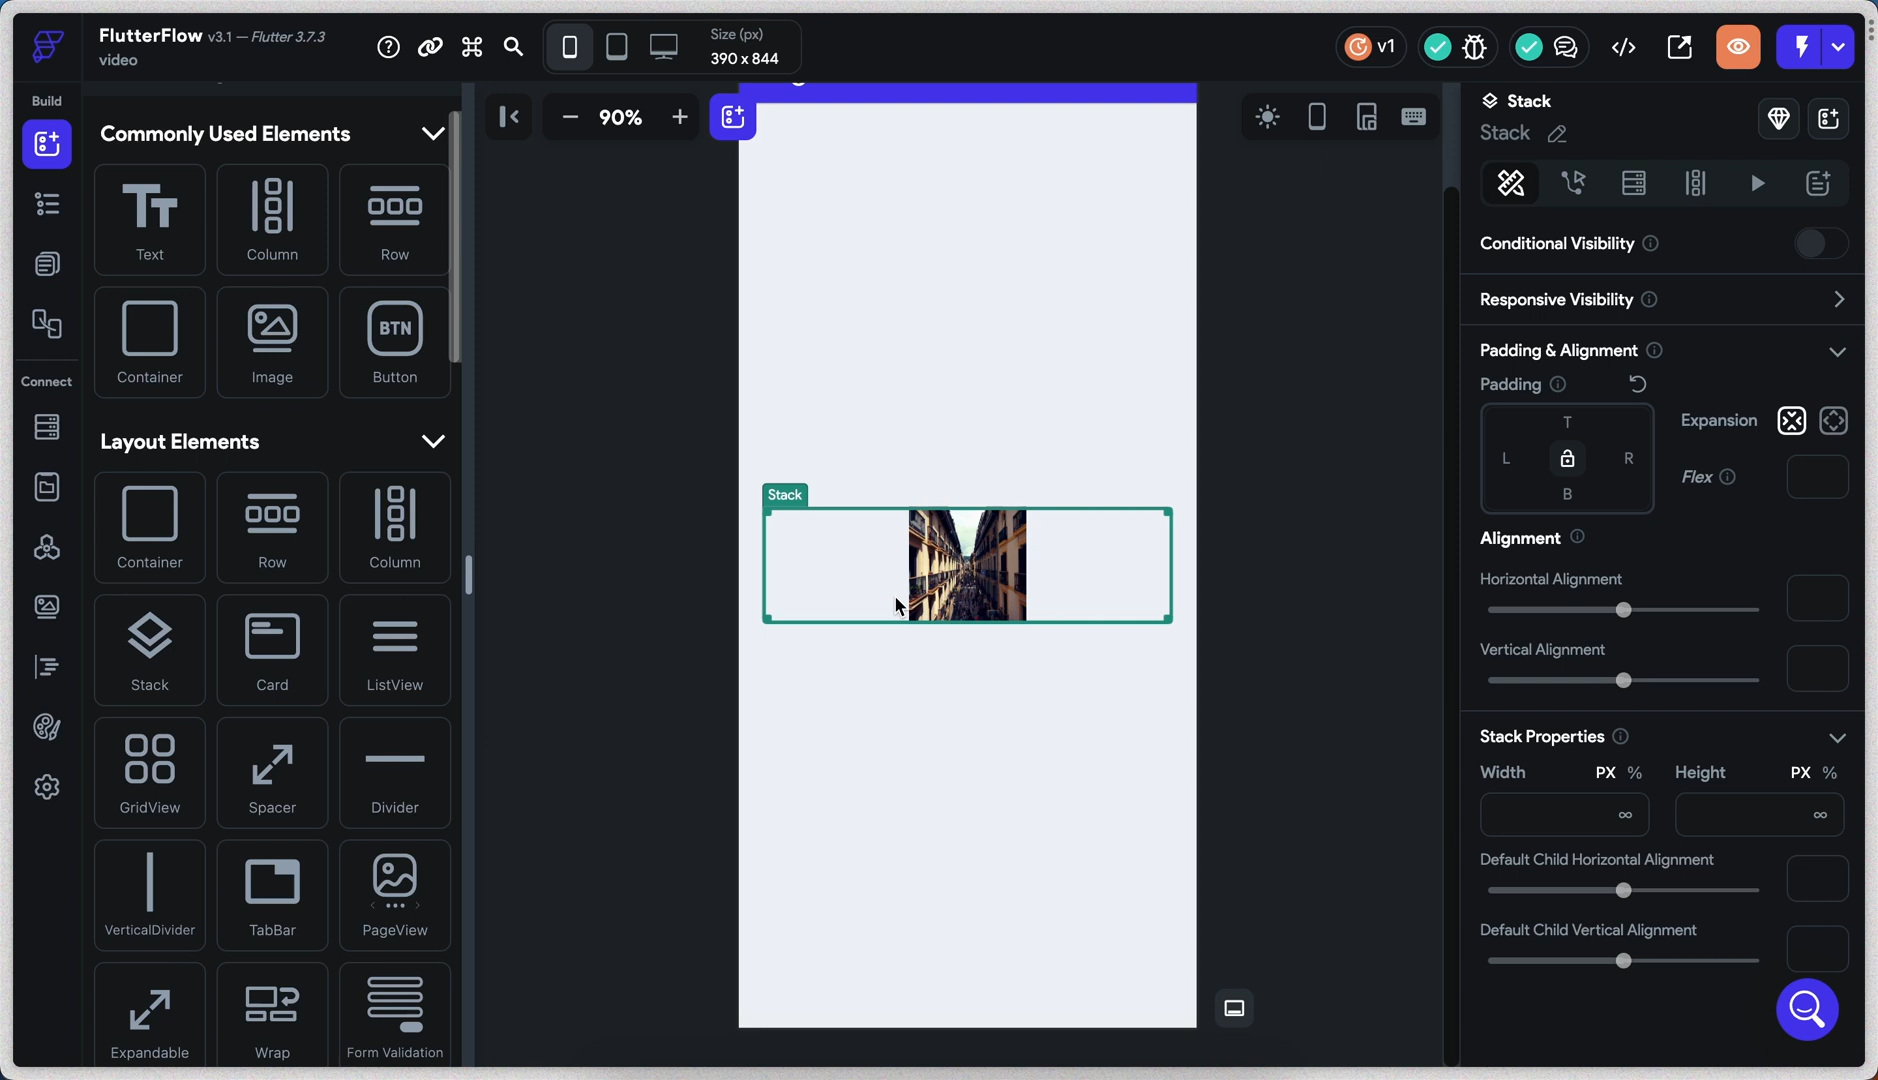 FlutterFlow v3.1 — Flutter 3.7.3
video
Size (px)
390 x 844
v1
Build
Connect
Commonly Used Elements
Text
Column
Row
BTN
Container
Image
Button
Layout Elements
Container
Row
Column
Stack
Card
ListView
GridView
Spacer
Divider
VerticalDivider
TabBar
PageView
Expandable
Wrap
Form Validation
90%
Stack
Stack
Stack
Conditional Visibility
Responsive Visibility
Padding & Alignment
Padding
T
L
R
B
Expansion
Flex
Alignment
Horizontal Alignment
Vertical Alignment
Stack Properties
Width PX % Height PX %
∞ ∞
Default Child Horizontal Alignment
Default Child Vertical Alignment